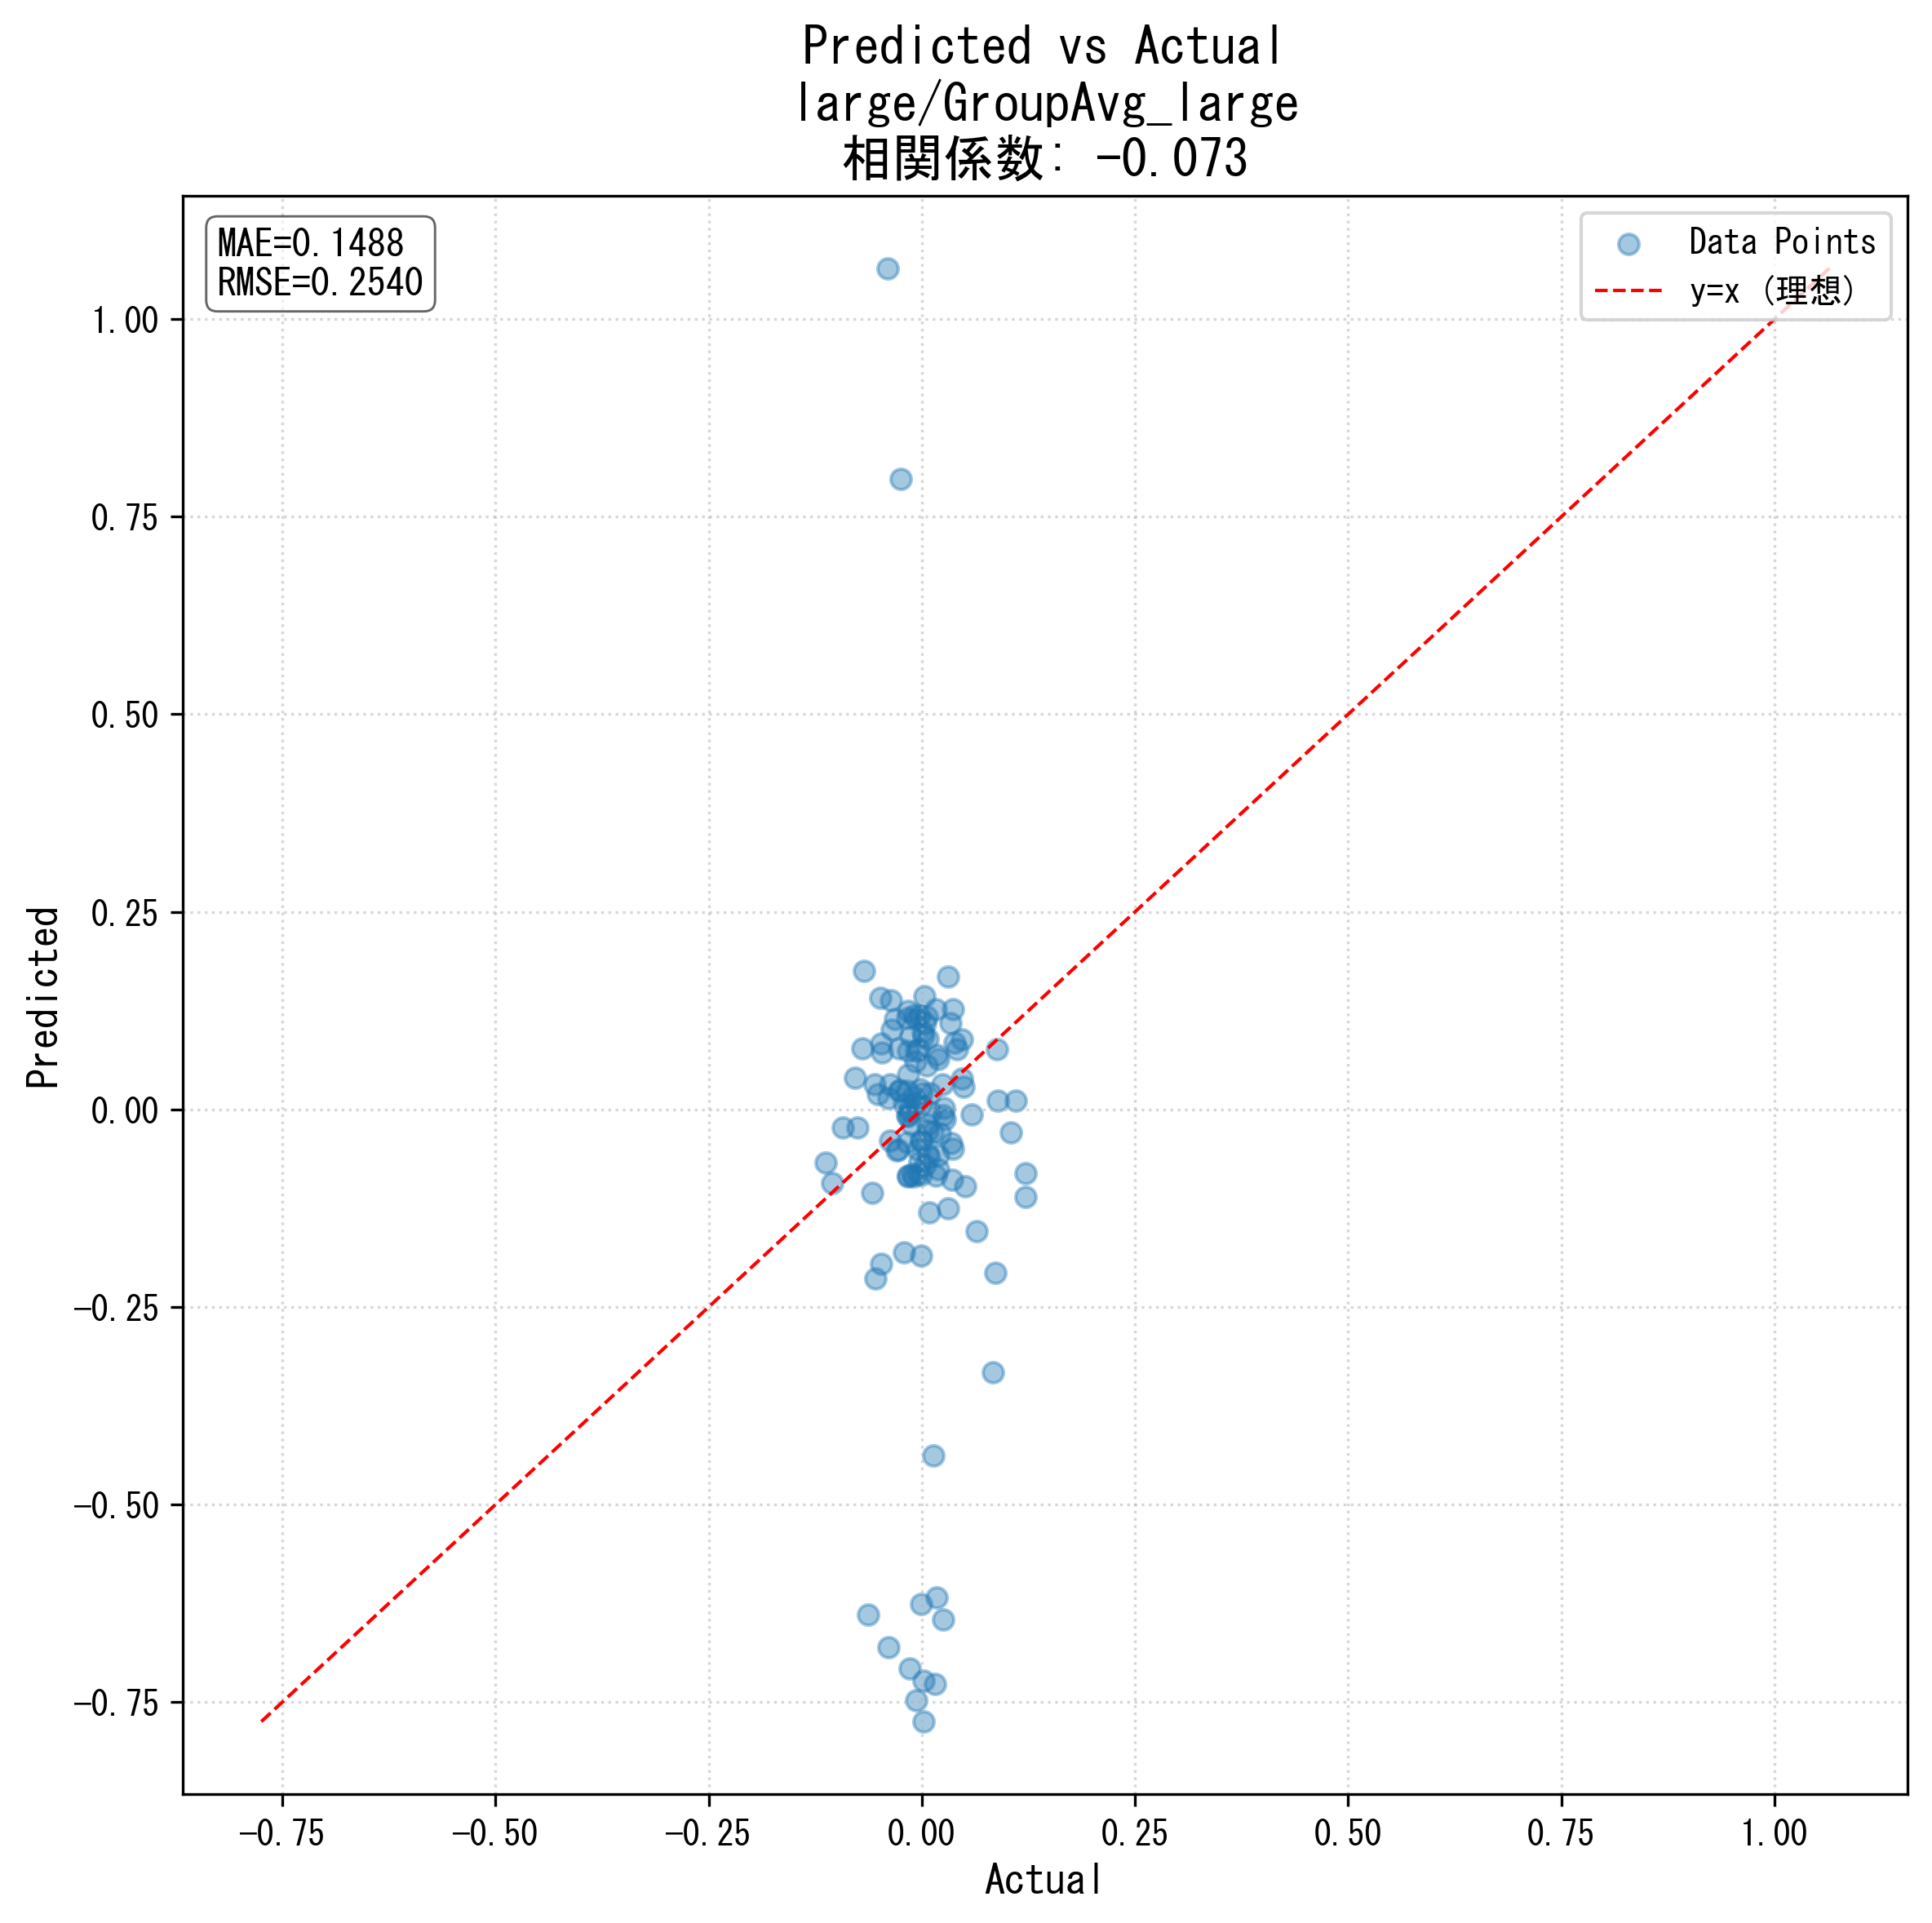 Predicted vs Actual
large/GroupAvg_large
相関係数: −0.073
MAE=0.1488
RMSE=0.2540
Data Points
y=x (理想)
1.00
0.75
0.50
0.25
0.00
−0.25
−0.50
−0.75
Predicted
−0.75 −0.50 −0.25 0.00 0.25 0.50 0.75 1.00
Actual